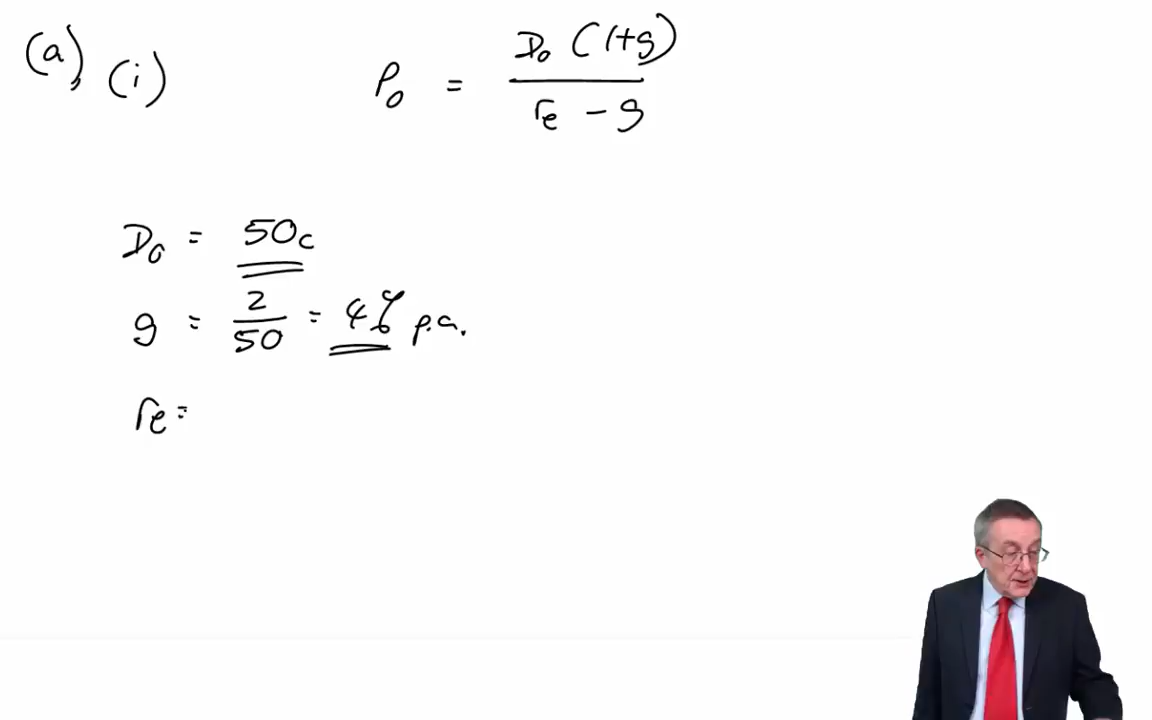 (a), (i) P₀ = D₀ (1+g)
rₑ - g
D₀ = 50c
g = 2/50 = 4% p.a.
rₑ =